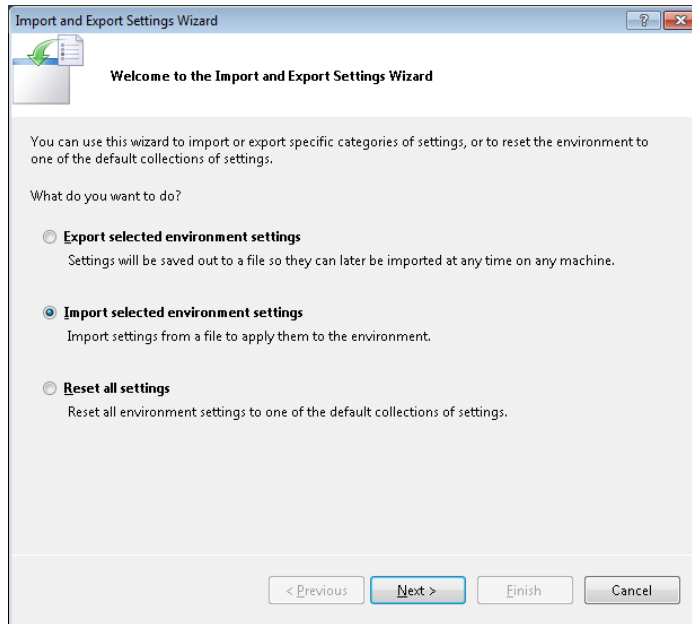 Import and Export Settings Wizard
?
Welcome to the Import and Export Settings Wizard
You can use this wizard to import or export specific categories of settings, or to reset the environment to
one of the default collections of settings.
What do you want to do?
Export selected environment settings
Settings will be saved out to a file so they can later be imported at any time on any machine.
Import selected environment settings
Import settings from a file to apply them to the environment.
Reset all settings
Reset all environment settings to one of the default collections of settings.
< Previous Next > Finish Cancel